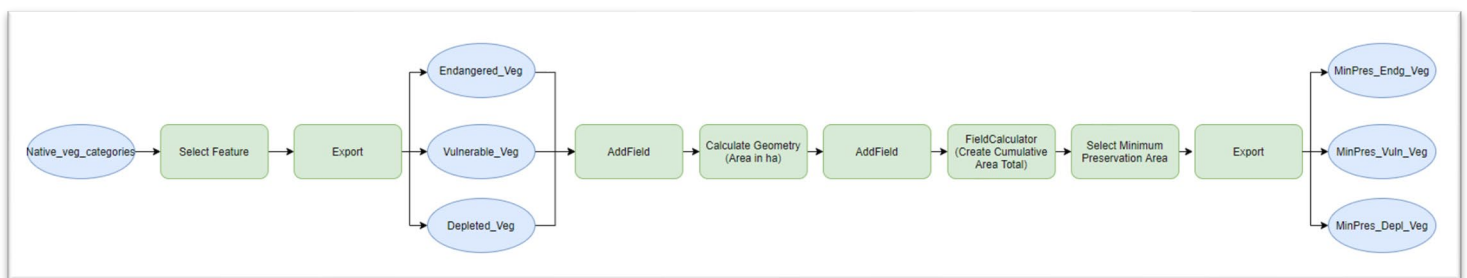 Native_veg_categories
Select Feature
Export
Endangered_Veg
Vulnerable_Veg
Depleted_Veg
AddField
Calculate Geometry
(Area in ha)
AddField
FieldCalculator
(Create Cumulative
Area Total)
Select Minimum
Preservation Area
Export
MinPres_Endg_Veg
MinPres_Vuln_Veg
MinPres_Depl_Veg